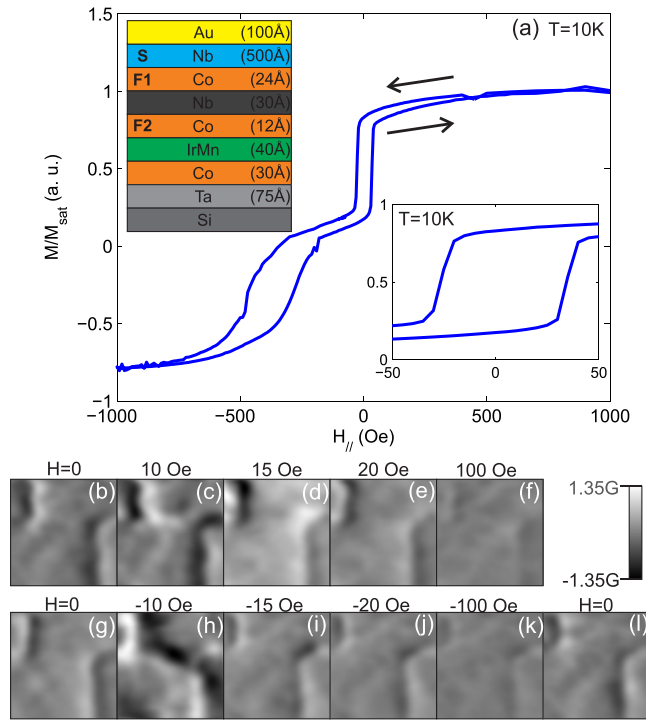 (a) T=10K
Au (100Å)
S Nb (500Å)
F1 Co (24Å)
Nb (30Å)
F2 Co (12Å)
IrMn (40Å)
Co (30Å)
Ta (75Å)
Si
1.5
1
0.5
0
−0.5
−1
M/Msat (a. u.)
−1000 −500 0 500 1000
H// (Oe)
T=10K
1
0.5
0
−50 0 50
H=0 10 Oe 15 Oe 20 Oe 100 Oe
(b) (c) (d) (e) (f)
1.35G
-1.35G
H=0 -10 Oe -15 Oe -20 Oe -100 Oe H=0
(g) (h) (i) (j) (k) (l)